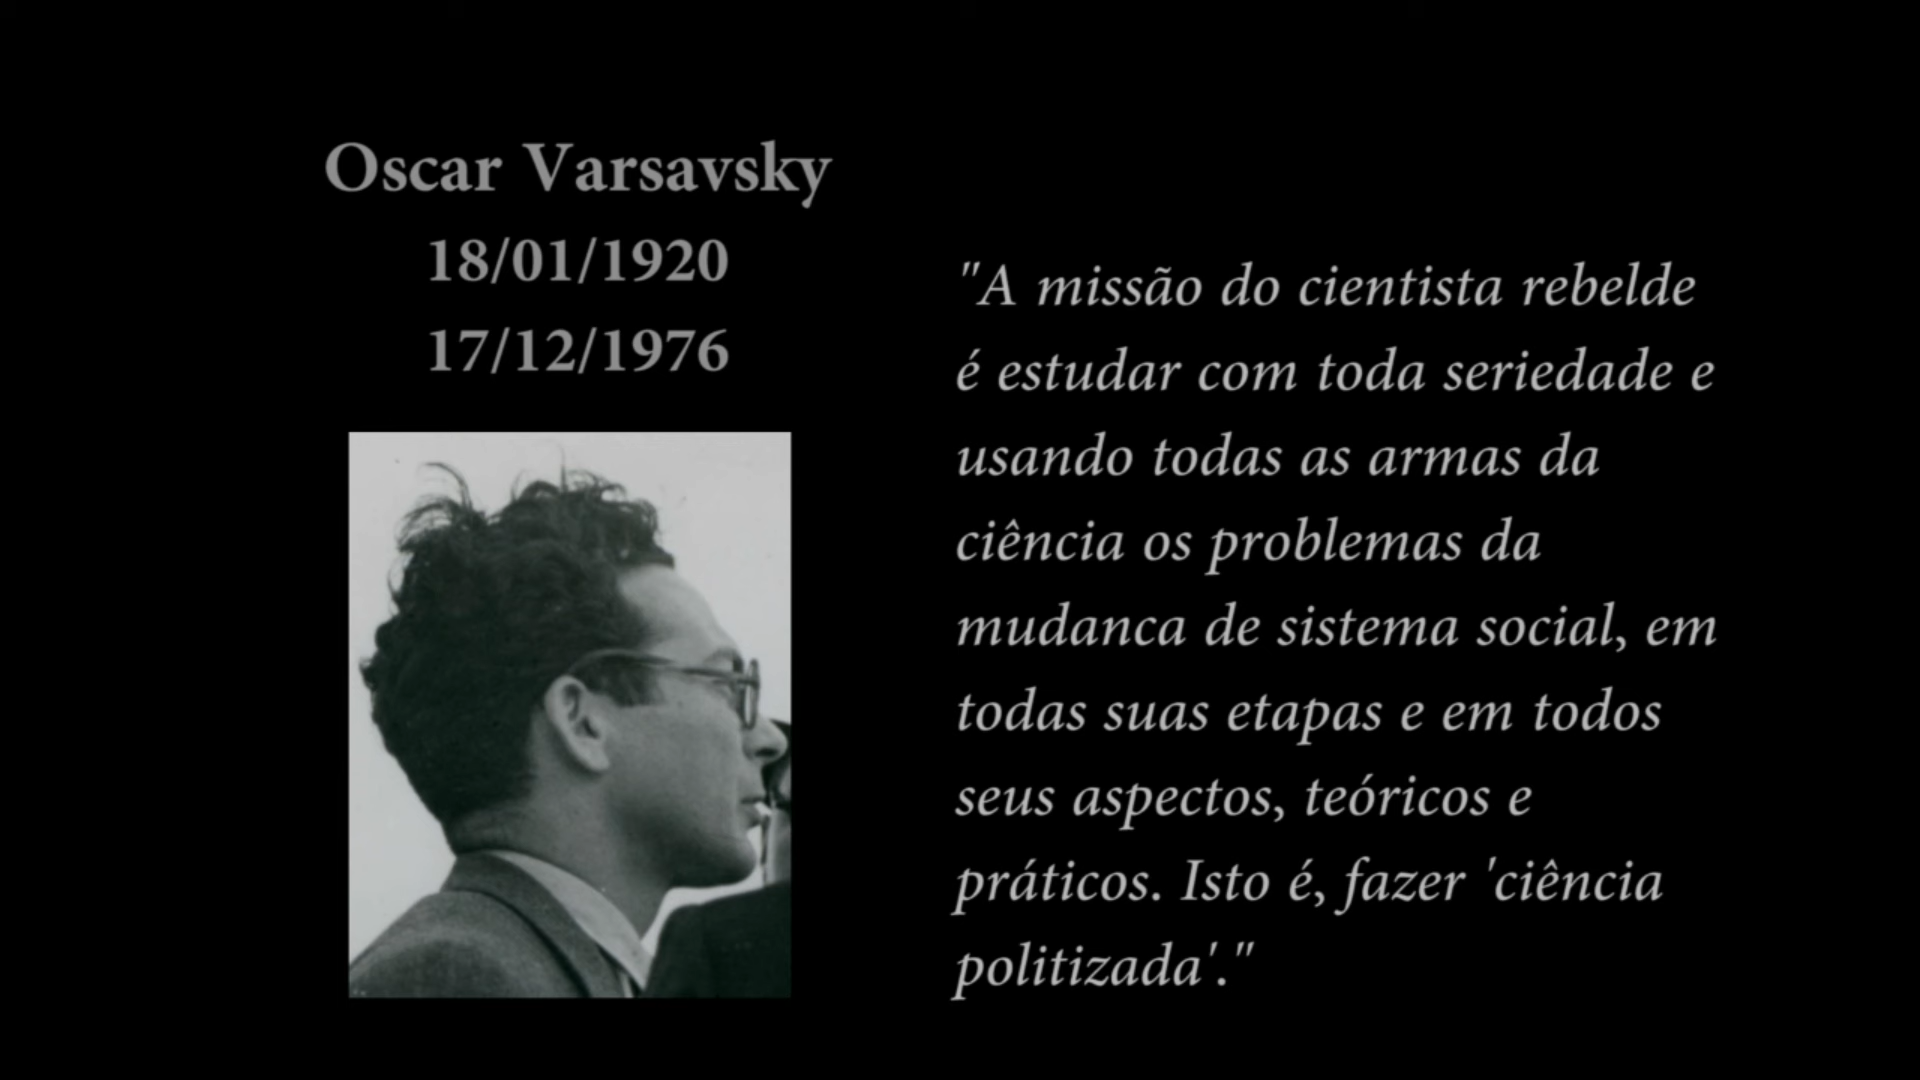 Oscar Varsavsky
18/01/1920
17/12/1976
"A missão do cientista rebelde
é estudar com toda seriedade e
usando todas as armas da
ciência os problemas da
mudanca de sistema social, em
todas suas etapas e em todos
seus aspectos, teóricos e
práticos. Isto é, fazer 'ciência
politizada'."